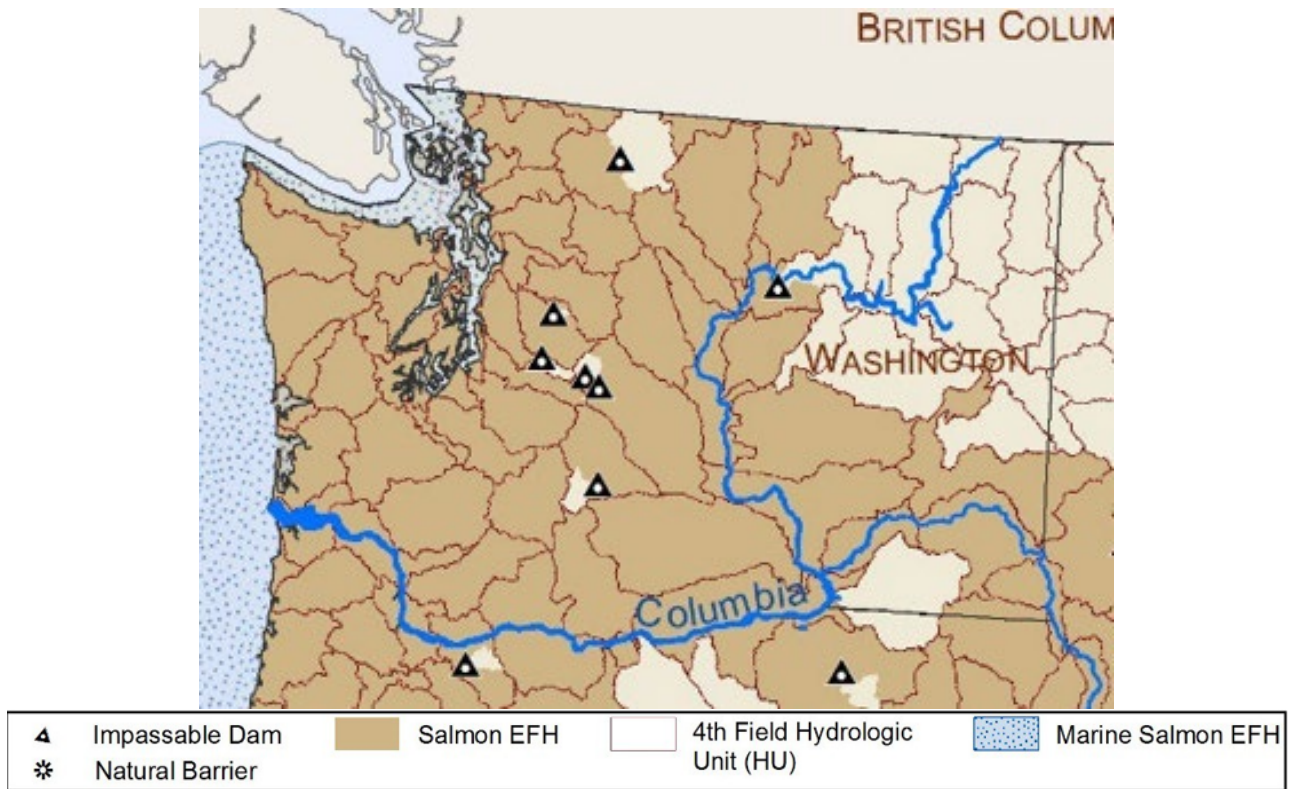 BRITISH COLUM
WASHINGTON
Columbia
Impassable Dam
Salmon EFH
4th Field Hydrologic
Unit (HU)
Marine Salmon EFH
Natural Barrier